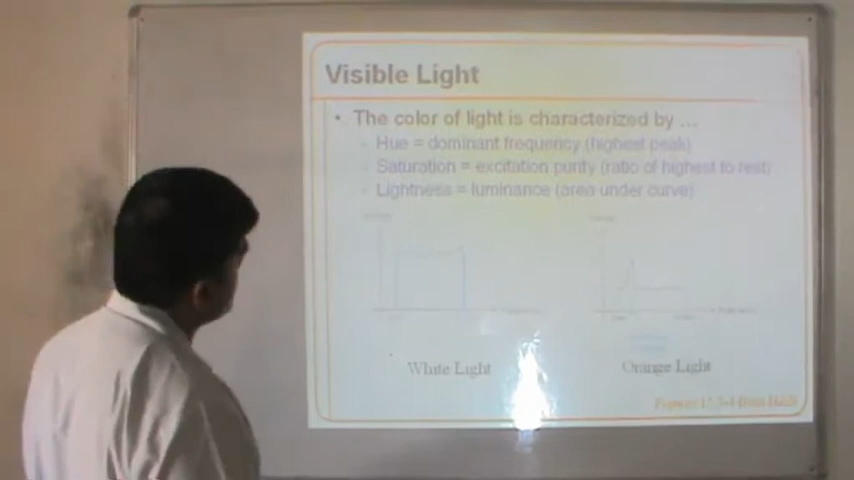 Visible Light
• The color of light is characterized by ...
- Hue = dominant frequency (highest peak)
- Saturation = excitation purity (ratio of highest to rest)
- Lightness = luminance (area under curve)
White Light
Orange Light
Figures